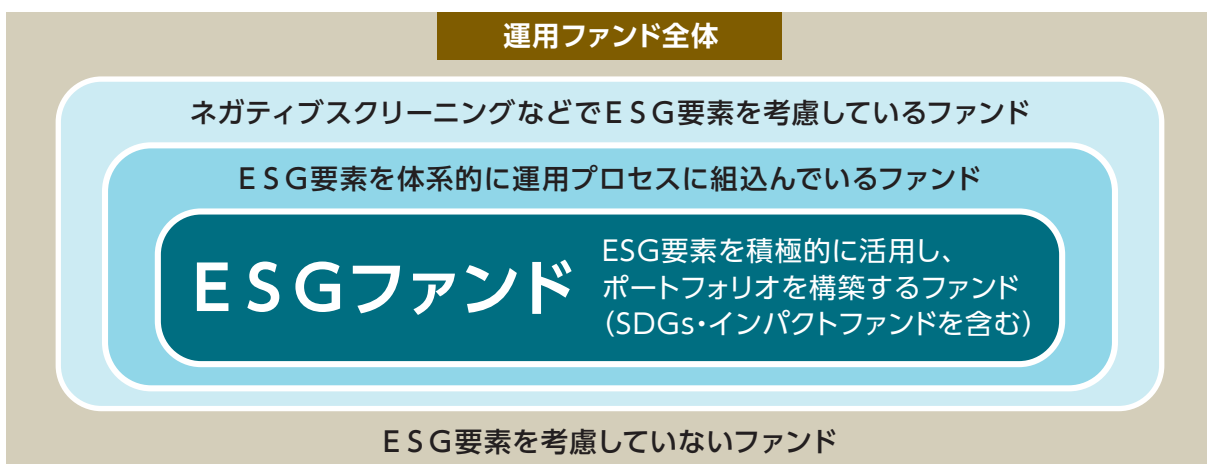 運用ファンド全体
ネガティブスクリーニングなどでＥＳＧ要素を考慮しているファンド
ＥＳＧ要素を体系的に運用プロセスに組込んでいるファンド
ＥＳＧファンド
ESG要素を積極的に活用し、
ポートフォリオを構築するファンド
（SDGs・インパクトファンドを含む）
ＥＳＧ要素を考慮していないファンド